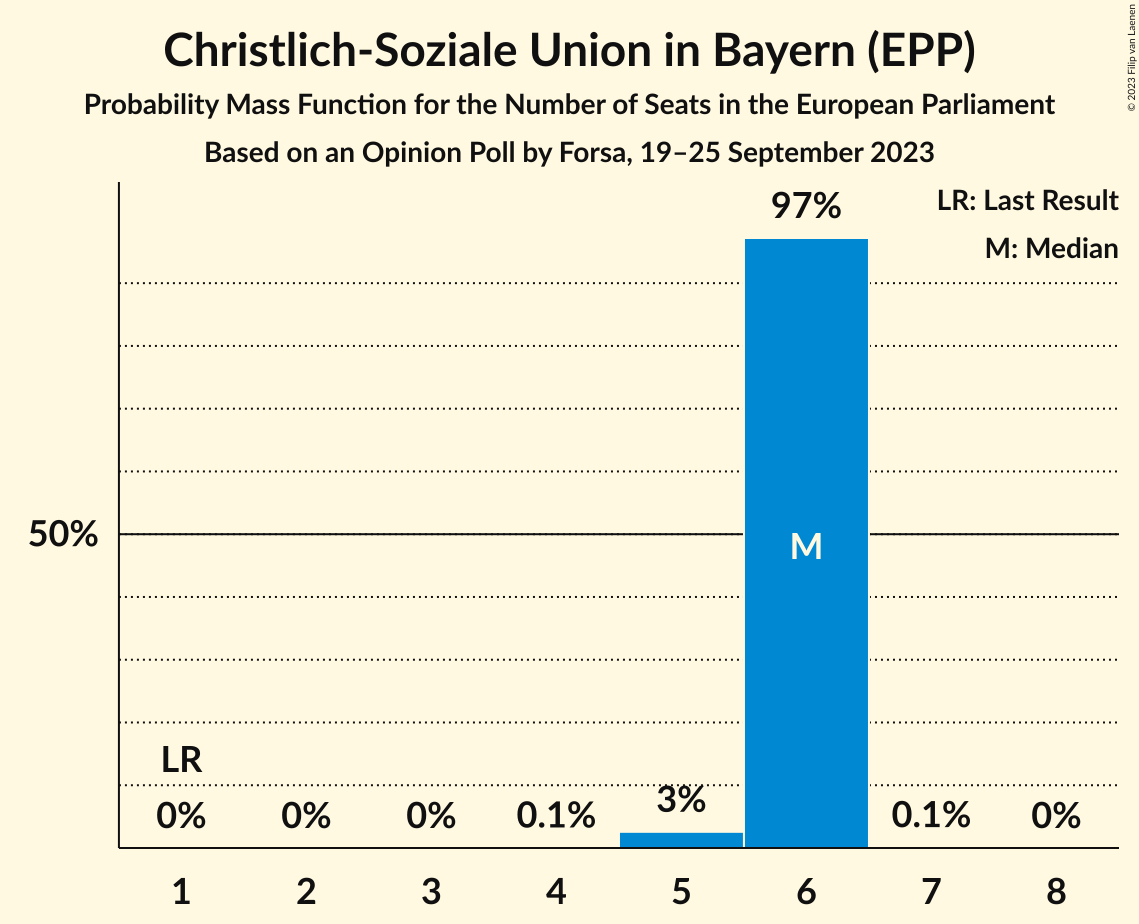 Christlich-Soziale Union in Bayern (EPP)
Probability Mass Function for the Number of Seats in the European Parliament
Based on an Opinion Poll by Forsa, 19–25 September 2023
© 2023 Filip van Laenen
LR: Last Result
M: Median
97%
50%
M
LR
0% 0% 0% 0.1% 3% 0.1% 0%
1 2 3 4 5 6 7 8